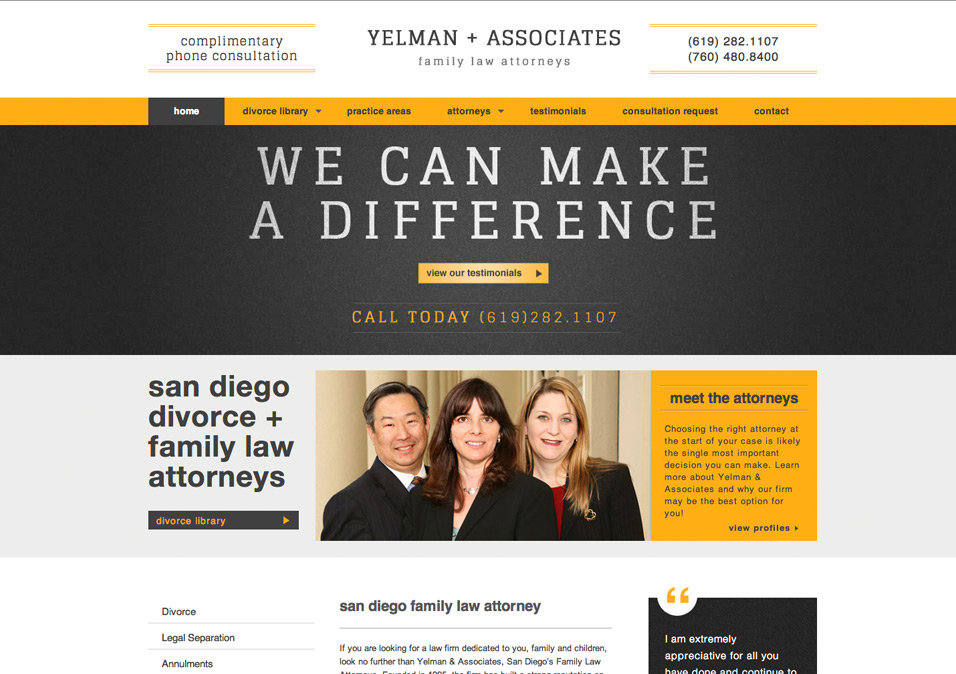 complimentary
phone consultation
YELMAN + ASSOCIATES
family law attorneys
(619) 282.1107
(760) 480.8400
home
divorce library
practice areas
attorneys
testimonials
consultation request
contact
WE CAN MAKE
A DIFFERENCE
view our testimonials
CALL TODAY (619)282.1107
san diego
divorce +
family law
attorneys
divorce library
meet the attorneys
Choosing the right attorney at
the start of your case is likely
the single most important
decision you can make. Learn
more about Yelman &
Associates and why our firm
may be the best option for
you!
view profiles
Divorce
Legal Separation
Annulments
san diego family law attorney
If you are looking for a law firm dedicated to you, family and children,
look no further than Yelman & Associates, San Diego's Family Law
“
I am extremely
appreciative for all you
have done and continue to